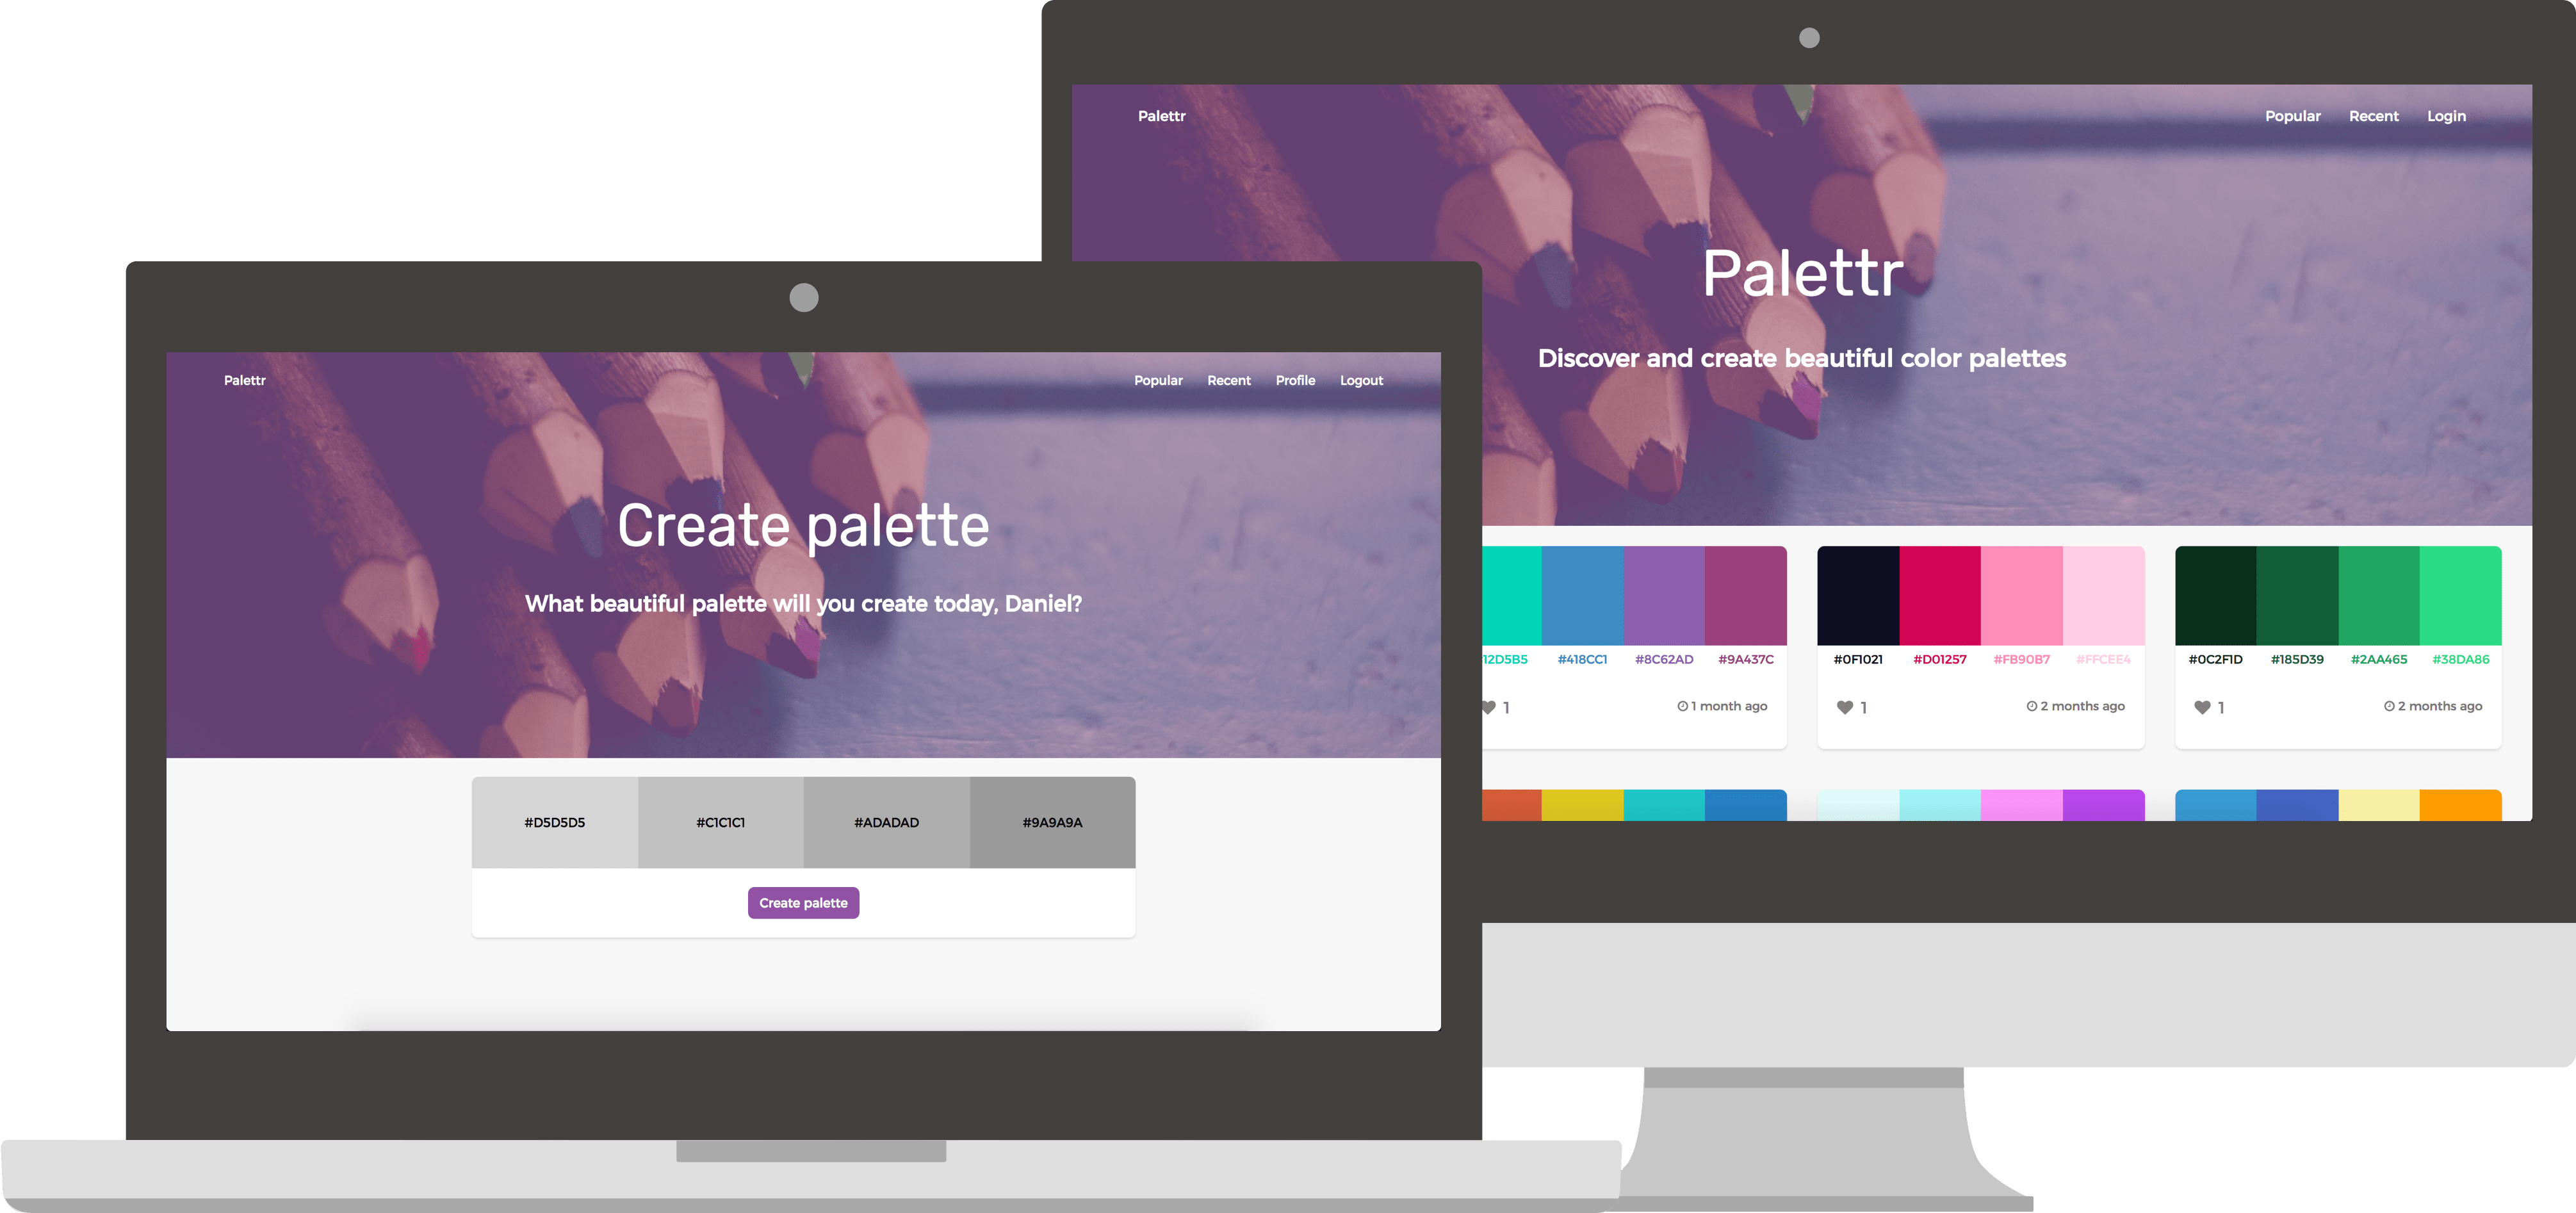 Palettr
Popular Recent Login
Palettr
Discover and create beautiful color palettes
12D5B5 #418CC1 #8C62AD #9A437C
1
1 month ago
#0F1021 #D01257 #FB90B7 #FFCEE4
1
2 months ago
#0C2F1D #185D39 #2AA465 #38DA86
1
2 months ago
Palettr
Popular Recent Profile Logout
Create palette
What beautiful palette will you create today, Daniel?
#D5D5D5 #C1C1C1 #ADADAD #9A9A9A
Create palette